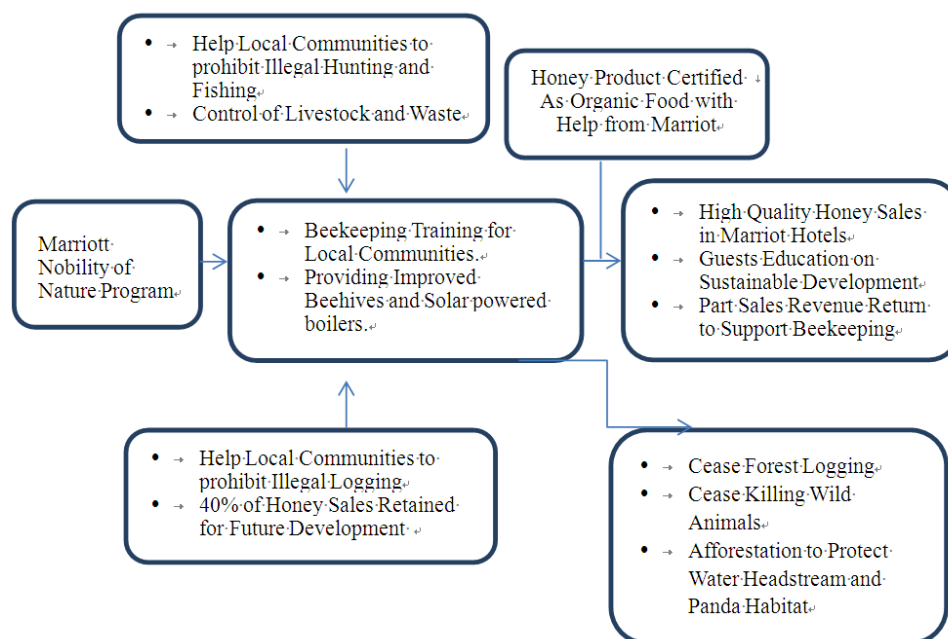 • Help Local Communities to
prohibit Illegal Hunting and
Fishing
• Control of Livestock and Waste
Honey Product Certified
As Organic Food with
Help from Marriot
Marriott
Nobility of
Nature Program
• Beekeeping Training for
Local Communities.
• Providing Improved
Beehives and Solar powered
boilers.
• High Quality Honey Sales
in Marriot Hotels
• Guests Education on
Sustainable Development
• Part Sales Revenue Return
to Support Beekeeping
• Help Local Communities to
prohibit Illegal Logging
• 40% of Honey Sales Retained
for Future Development
• Cease Forest Logging
• Cease Killing Wild
Animals
• Afforestation to Protect
Water Headstream and
Panda Habitat